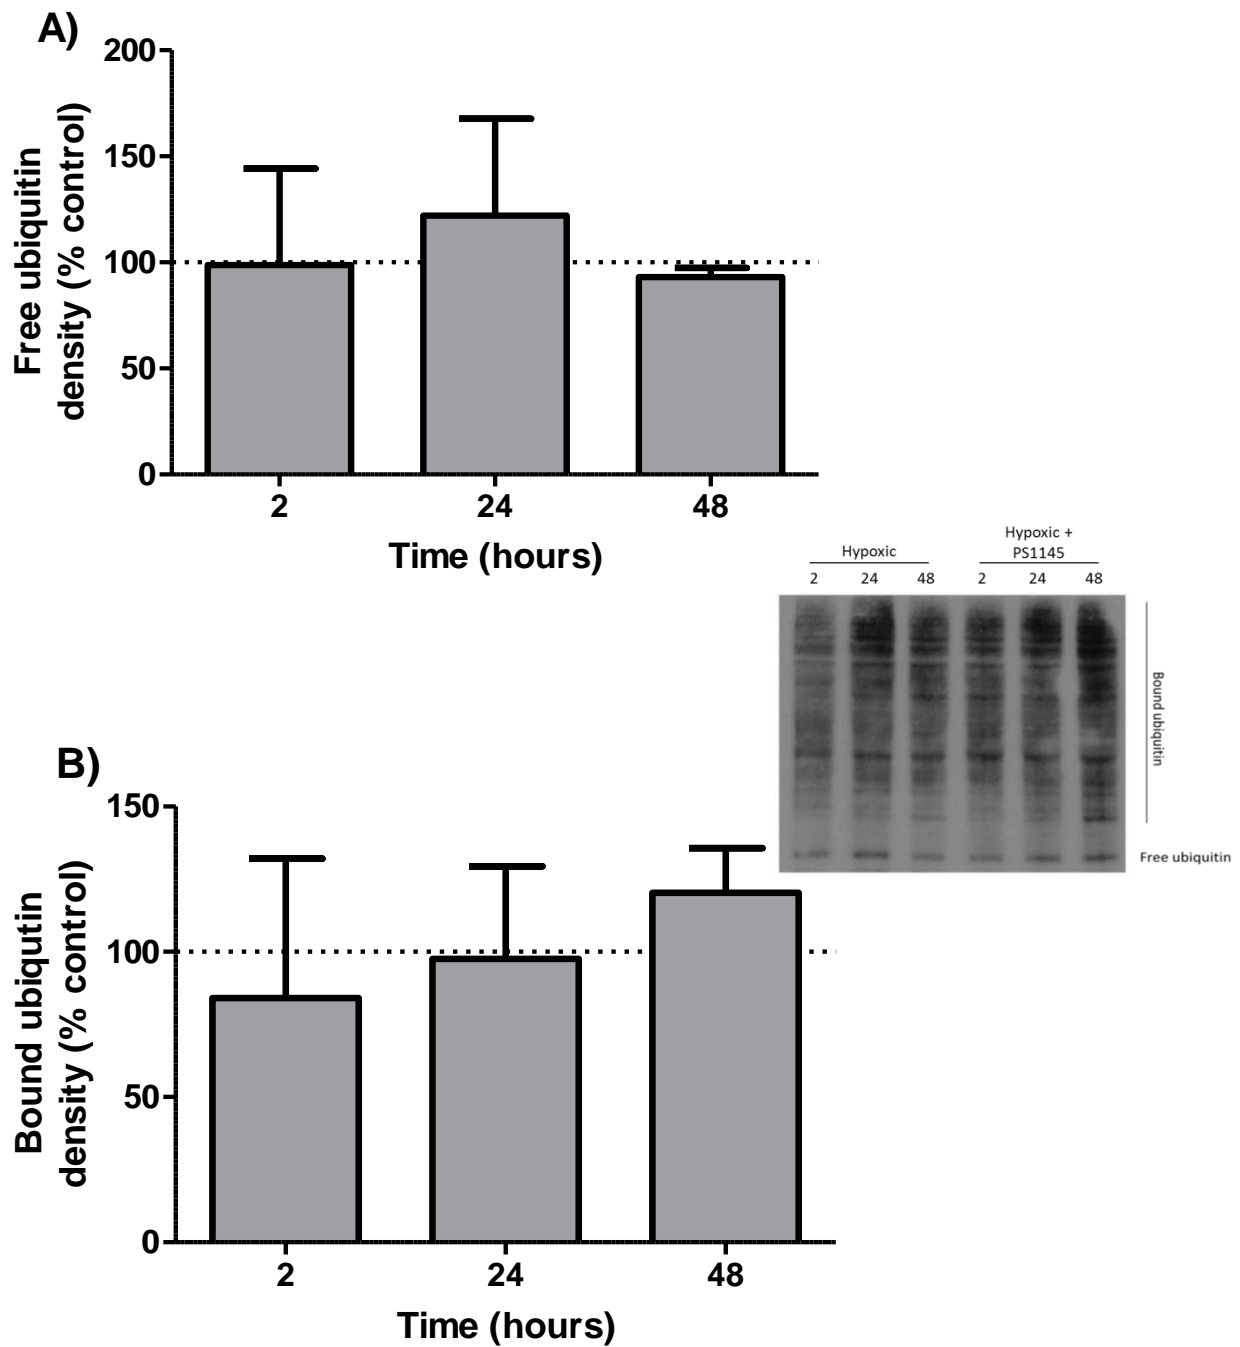 A)
200
150
100
50
0
Free ubiquitin
density (% control)
2 24 48
Time (hours)
Hypoxic
Hypoxic +
PS1145
2 24 48 2 24 48
Bound ubiquitin
Free ubiquitin
B)
150
100
50
0
Bound ubiqutin
density (% control)
2 24 48
Time (hours)